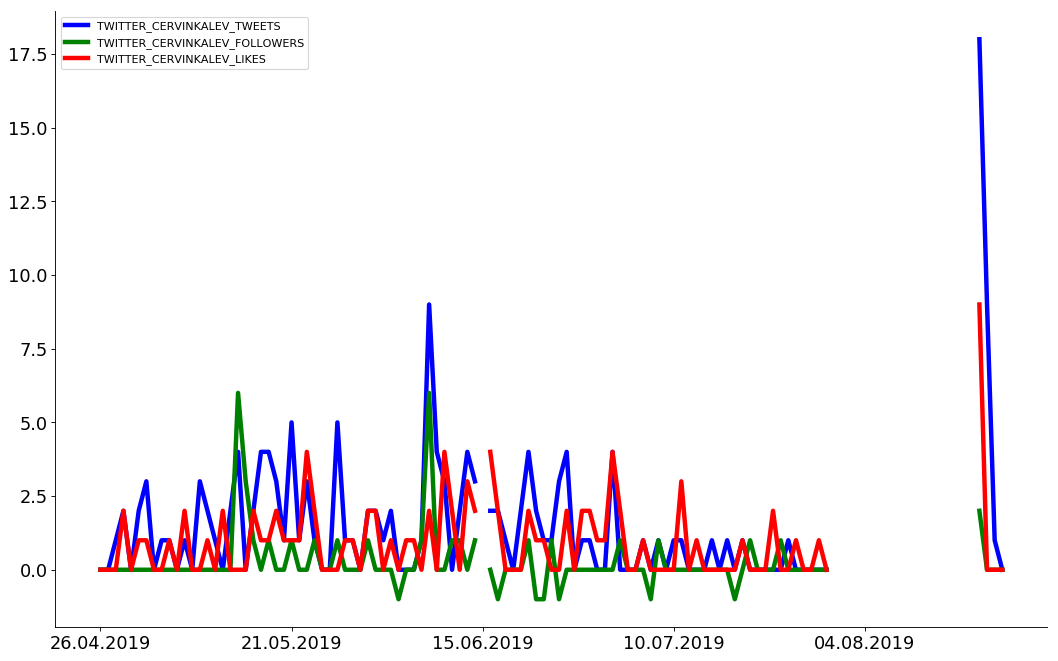 TWITTER_CERVINKALEV_TWEETS
TWITTER_CERVINKALEV_FOLLOWERS
TWITTER_CERVINKALEV_LIKES
17.5
15.0
12.5
10.0
7.5
5.0
2.5
0.0
26.04.2019 21.05.2019 15.06.2019 10.07.2019 04.08.2019